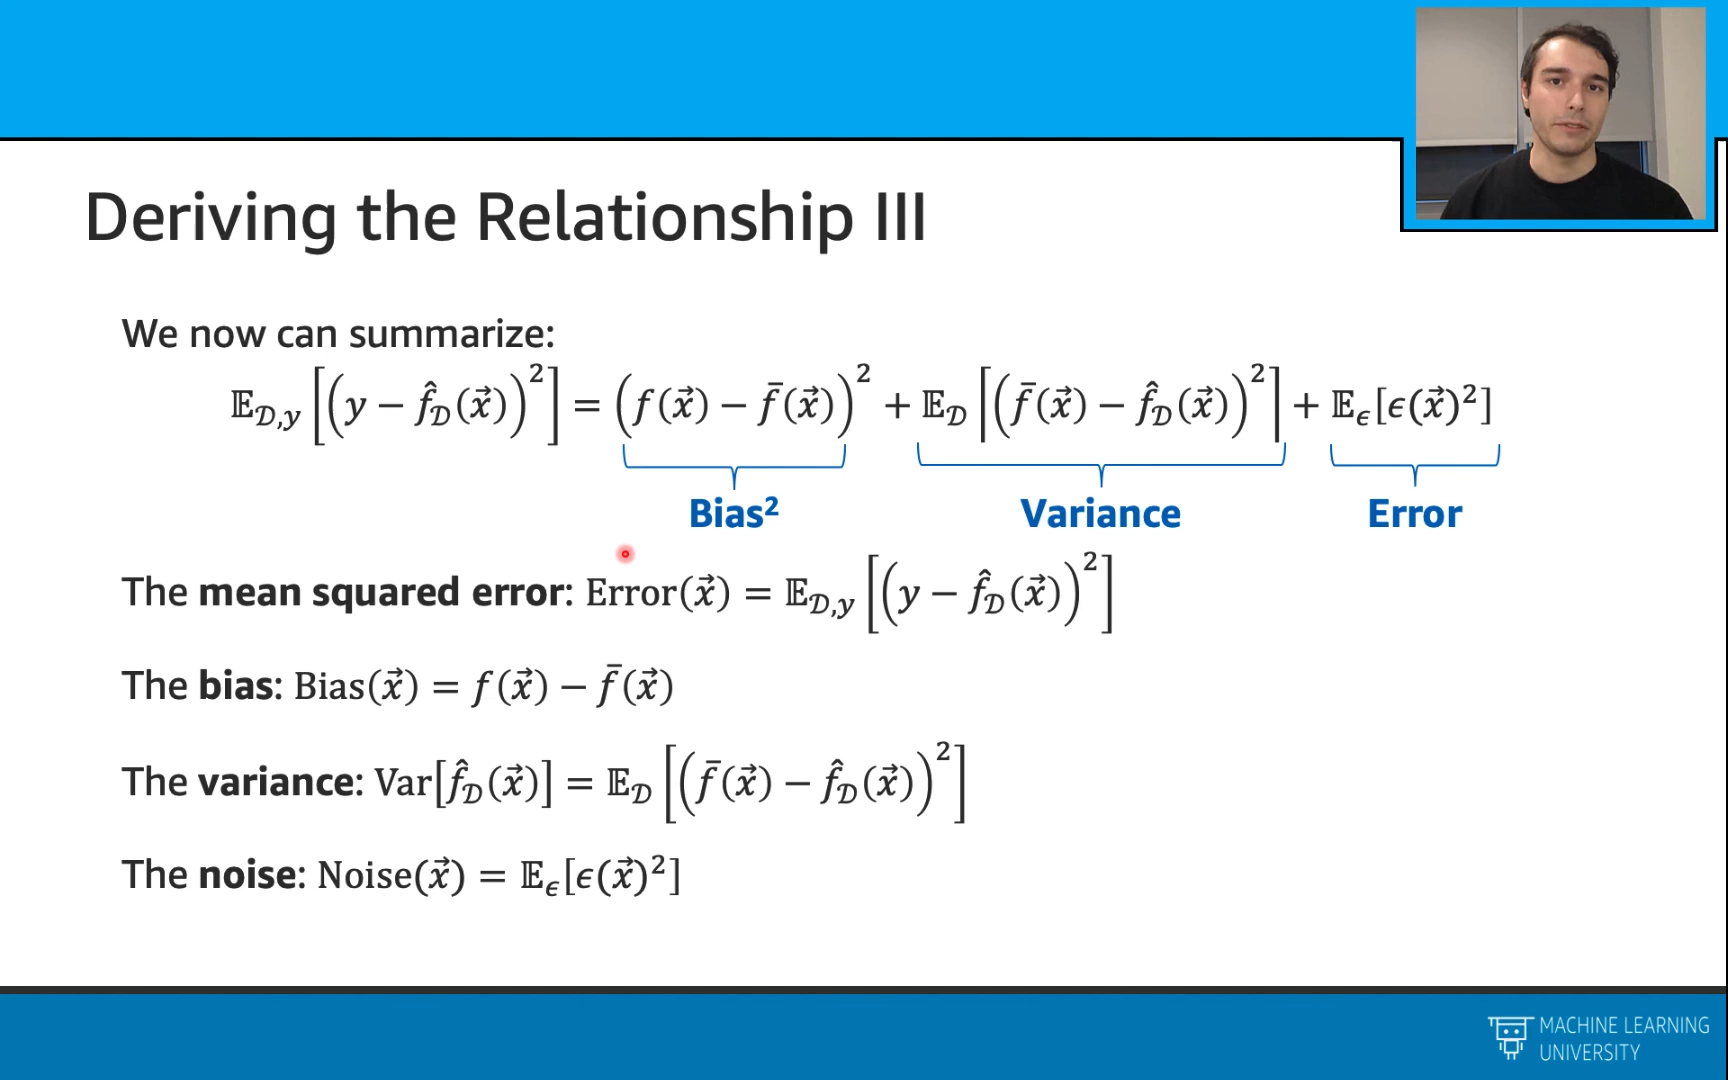 Deriving the Relationship III
We now can summarize:
𝔼_{𝒟,y}[(y − f̂_𝒟(x⃗))²] = (f(x⃗) − f̄(x⃗))² + 𝔼_𝒟[(f̄(x⃗) − f̂_𝒟(x⃗))²] + 𝔼_ϵ[ϵ(x⃗)²]
Bias² Variance Error
The mean squared error: Error(x⃗) = 𝔼_{𝒟,y}[(y − f̂_𝒟(x⃗))²]
The bias: Bias(x⃗) = f(x⃗) − f̄(x⃗)
The variance: Var[f̂_𝒟(x⃗)] = 𝔼_𝒟[(f̄(x⃗) − f̂_𝒟(x⃗))²]
The noise: Noise(x⃗) = 𝔼_ϵ[ϵ(x⃗)²]
MACHINE LEARNING
UNIVERSITY